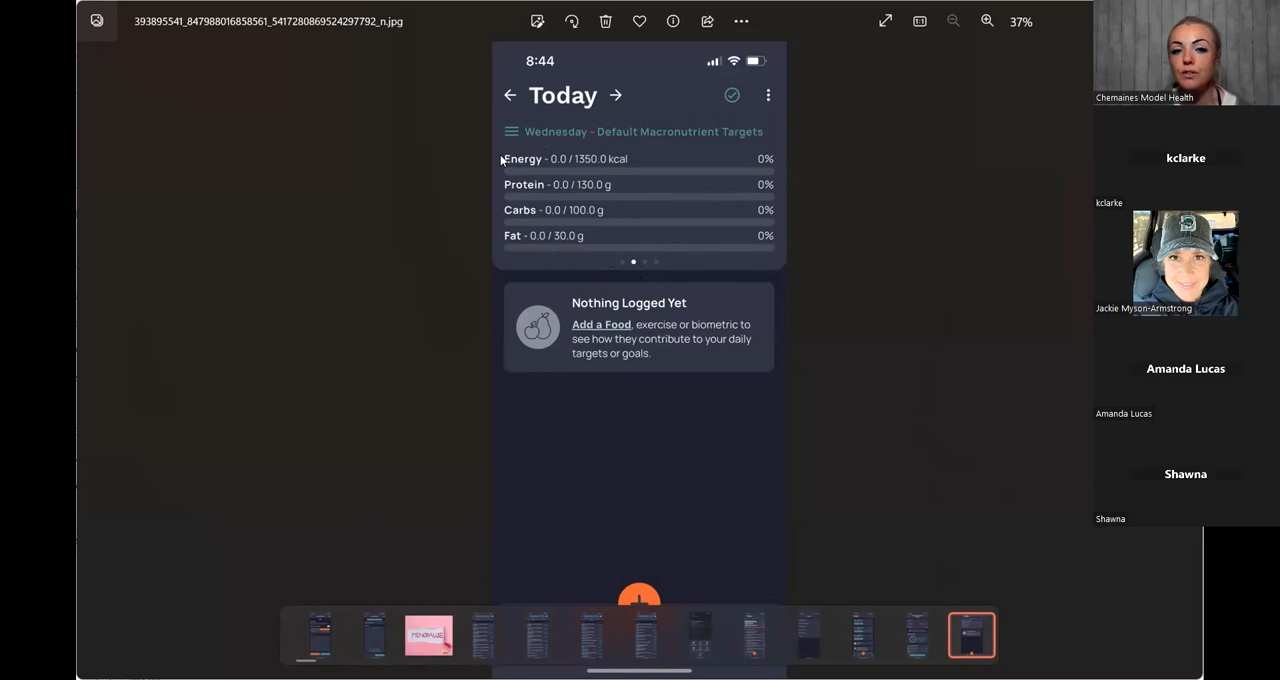 393895541_847988016858561_5417280869524297792_n.jpg
37%
8:44
Today
Wednesday - Default Macronutrient Targets
Energy - 0.0 / 1350.0 kcal 0%
Protein - 0.0 / 130.0 g 0%
Carbs - 0.0 / 100.0 g 0%
Fat - 0.0 / 30.0 g 0%
Nothing Logged Yet
Add a Food, exercise or biometric to
see how they contribute to your daily
targets or goals.
MENOPAUSE
Chemaines Model Health
kclarke
kclarke
Jackie Myson-Armstrong
Amanda Lucas
Amanda Lucas
Shawna
Shawna